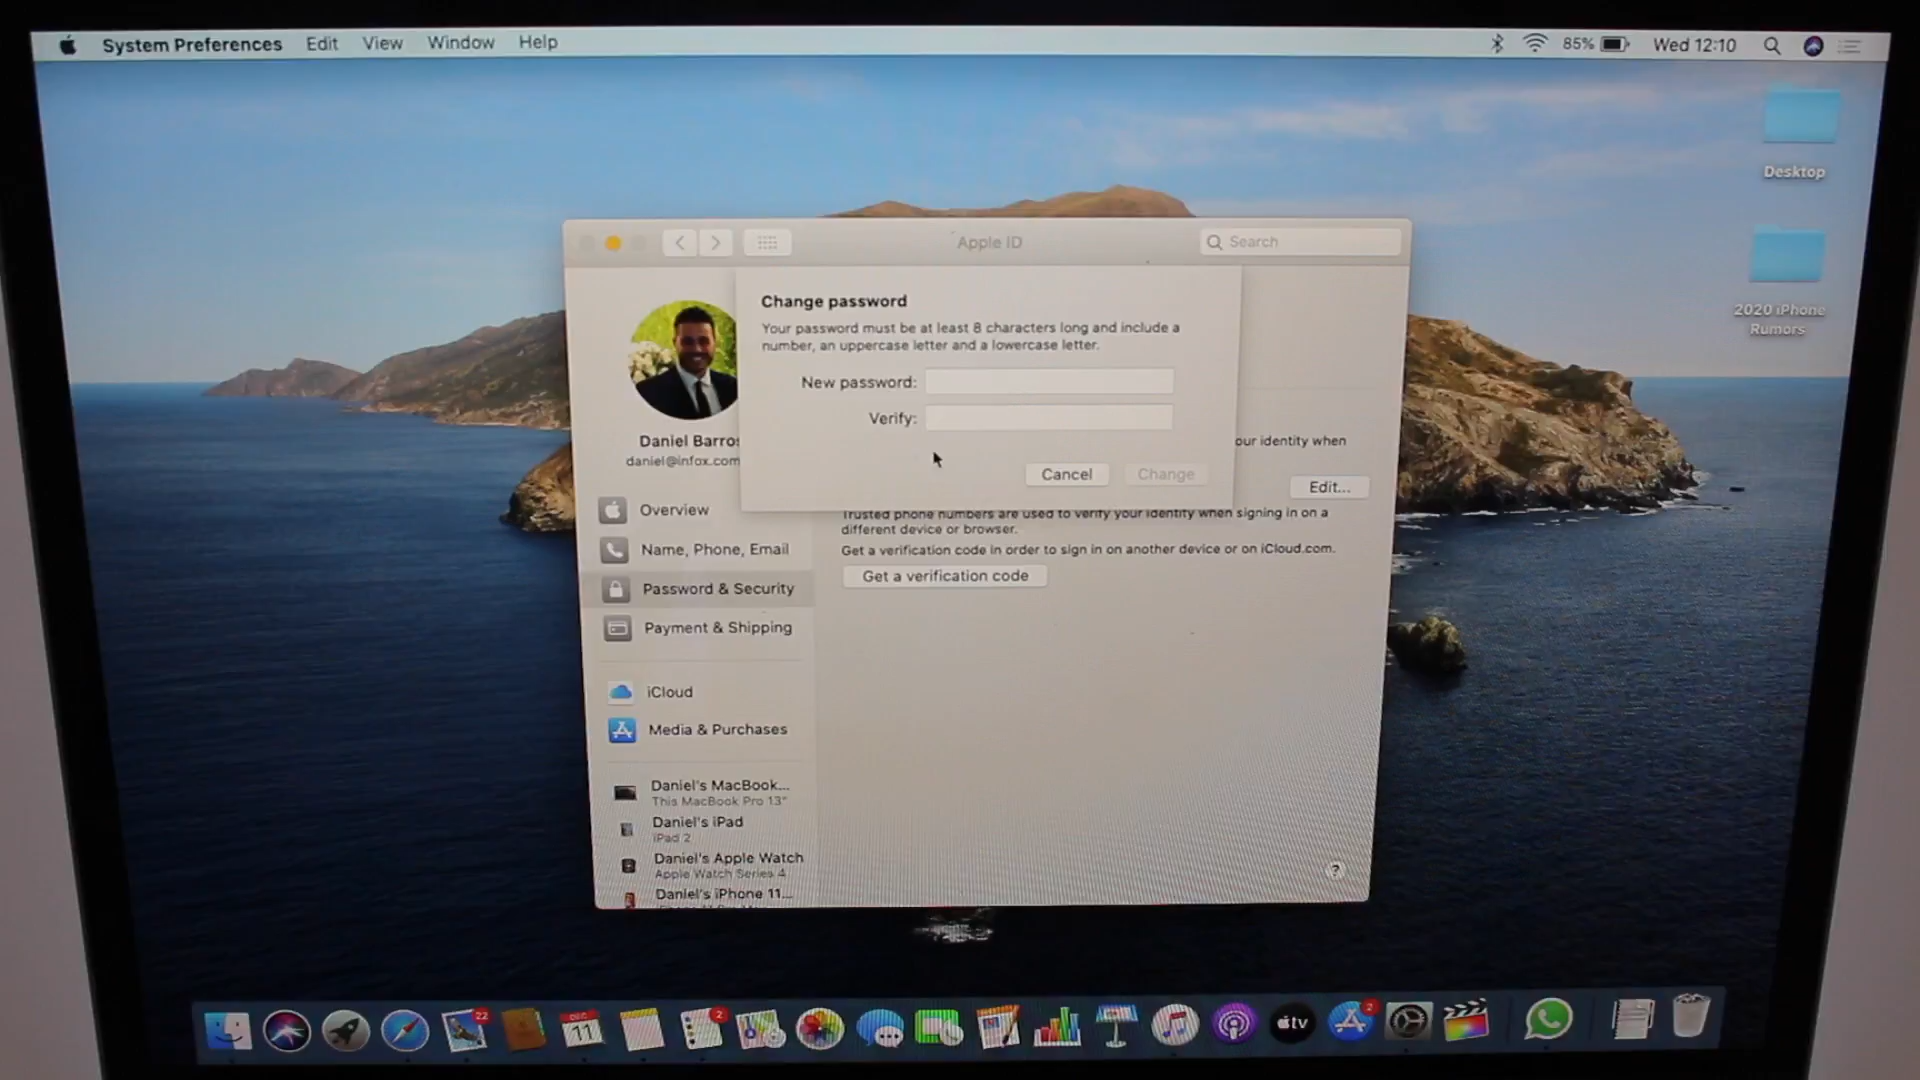 System Preferences Edit View Window Help
85% Wed 12:10
Desktop
2020 iPhone
Rumors
Apple ID
Search
Change password
Your password must be at least 8 characters long and include a
number, an uppercase letter and a lowercase letter.
New password:
Verify:
Cancel
Change
Daniel Barros
daniel@infox.com
our identity when
Edit...
Trusted phone numbers are used to verify your identity when signing in on a
different device or browser.
Get a verification code in order to sign in on another device or on iCloud.com.
Get a verification code
Overview
Name, Phone, Email
Password & Security
Payment & Shipping
iCloud
Media & Purchases
Daniel's MacBook...
This MacBook Pro 13"
Daniel's iPad
iPad 2
Daniel's Apple Watch
Apple Watch Series 4
Daniel's iPhone 11...
?
22
DEC
11
2
tv
2